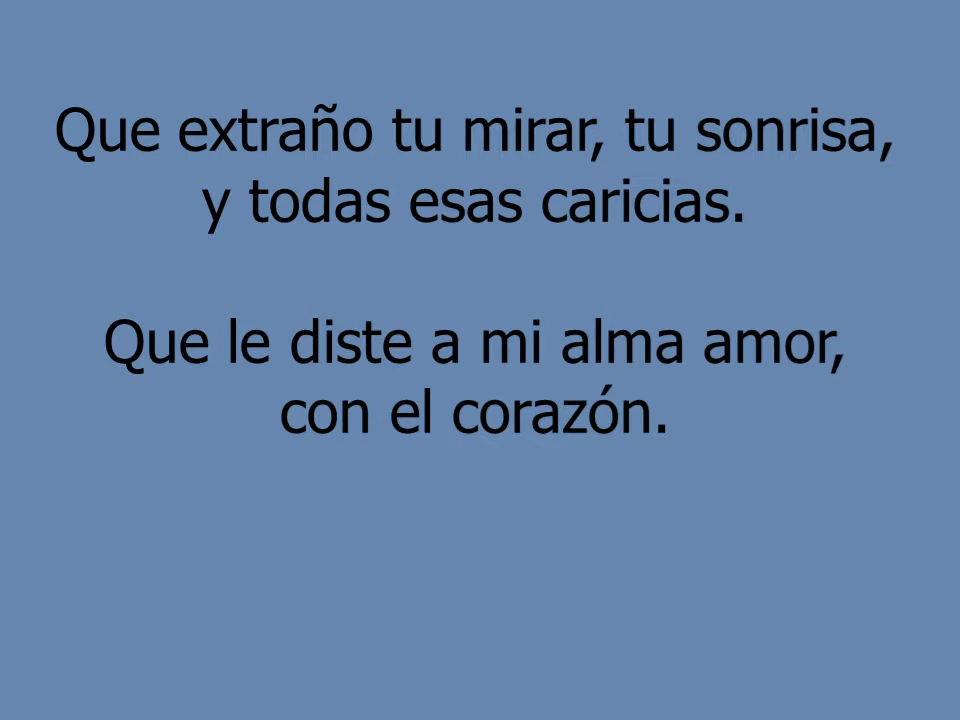 Que extraño tu mirar, tu sonrisa,
y todas esas caricias.
Que le diste a mi alma amor,
con el corazón.